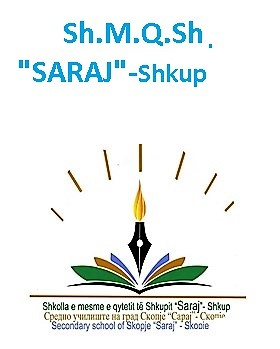 Sh.M.Q.Sh.
"SARAJ"-Shkup
Shkolla e mesme e qytetit të Shkupit "Saraj"- Shkup
Средно училиште на град Скопје "Сарај" - Скопје
Secondary school of Skopje "Saraj" - Skopje